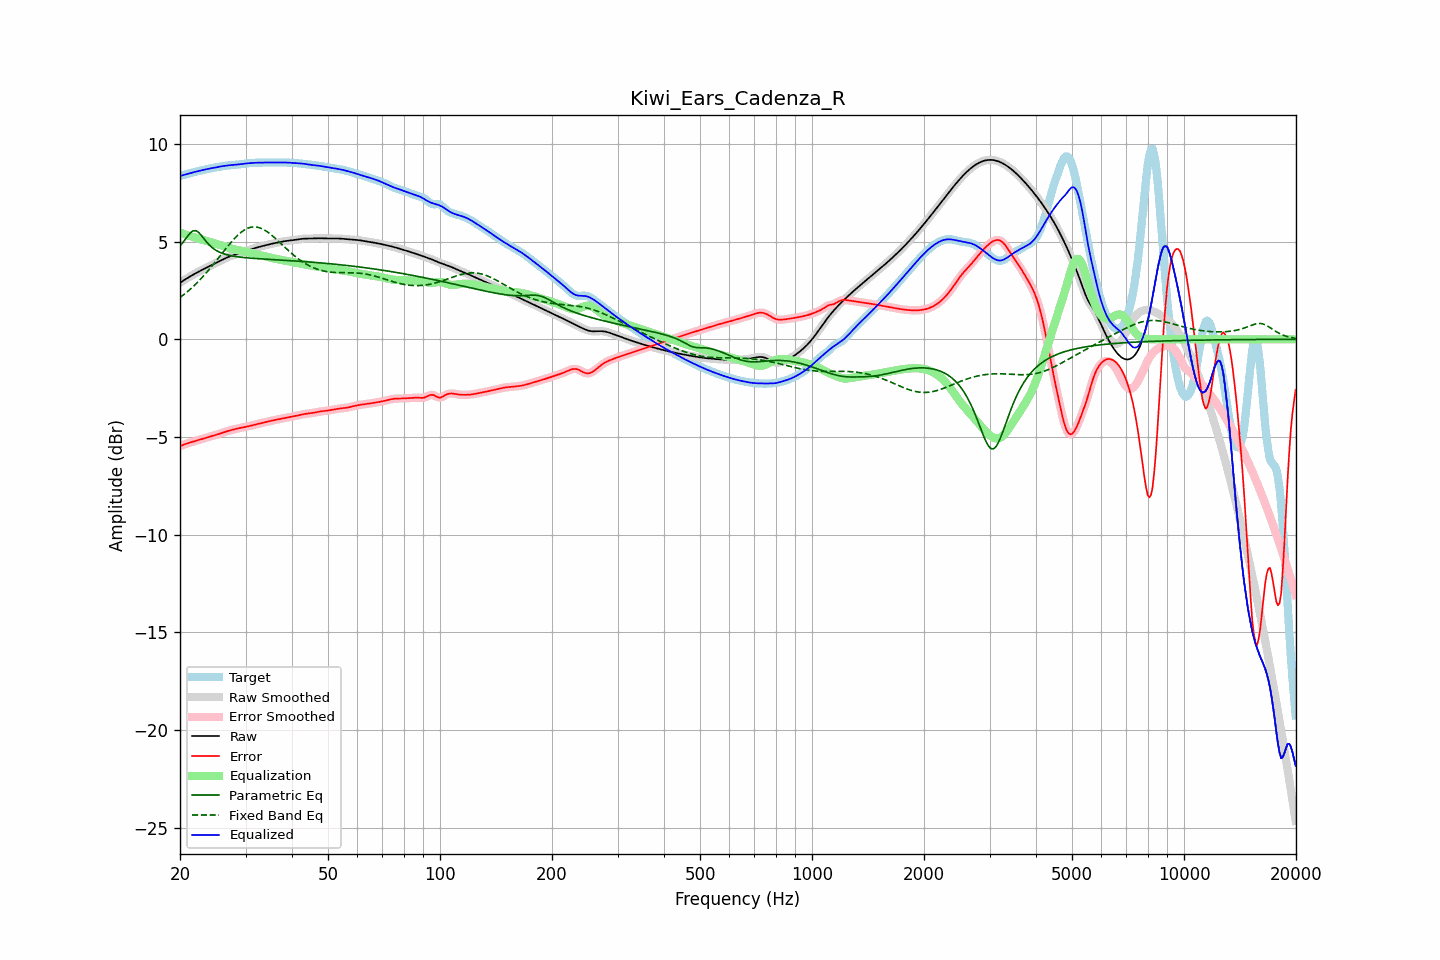 Kiwi_Ears_Cadenza_R
Amplitude (dBr)
10
5
0
−5
−10
−15
−20
−25
Target
Raw Smoothed
Error Smoothed
Raw
Error
Equalization
Parametric Eq
Fixed Band Eq
Equalized
20
50
100
200
500
1000
2000
5000
10000
20000
Frequency (Hz)